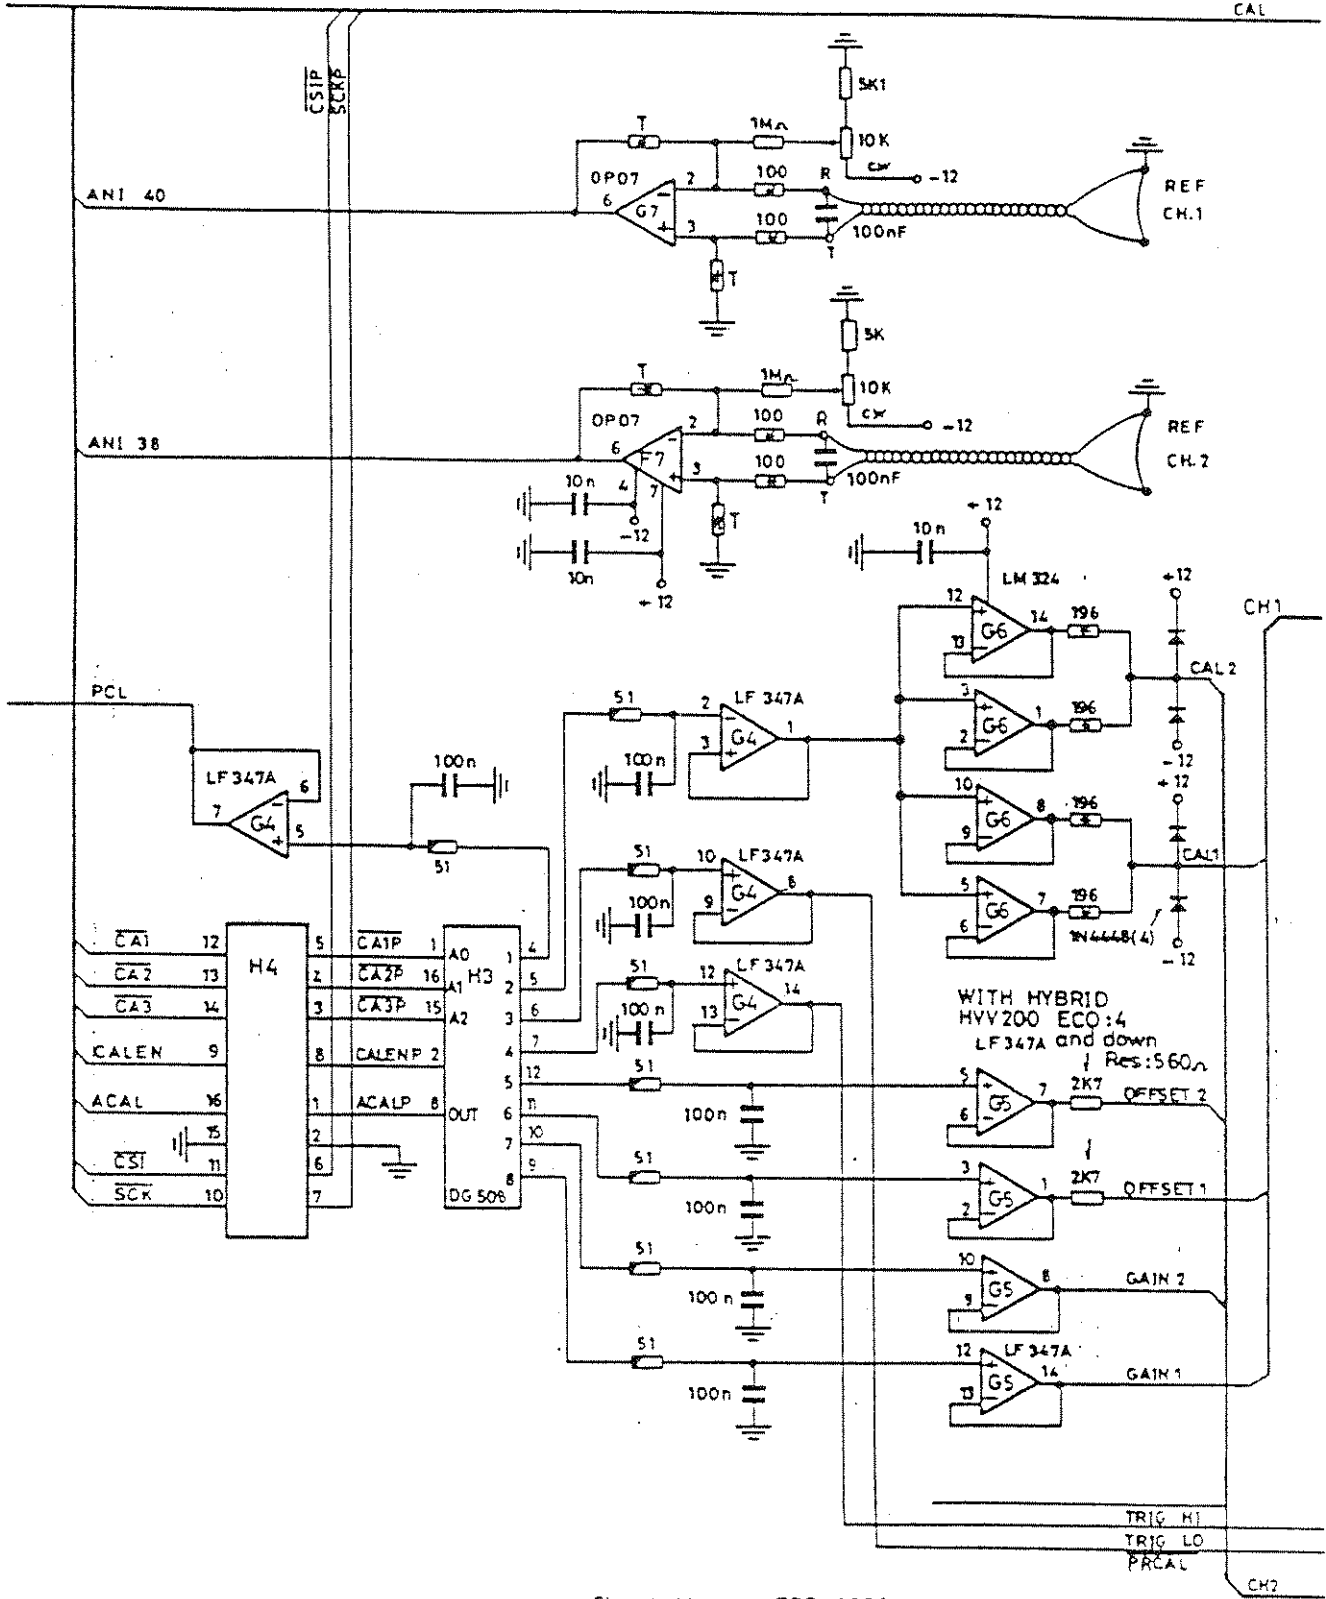 CAL
CSIP
SCKP
5K1
T
1MΩ
10K
CW
-12
OP07
2
100
R
REF
CH.1
ANI 40
6
G7
3
100
100nF
T
T
5K
T
1MΩ
10K
CW
-12
OP07
2
100
R
REF
CH.2
ANI 38
6
F7
3
100
100nF
T
10n
4
7
-12
T
10n
+12
+12
10n
LM 324
+12
12
14
196
CH1
13
G6
CAL 2
PCL
51
2
LF 347A
3
1
196
G4
1
G6
3
2
-12
100n
100n
+12
LF 347A
6
10
8
196
7
G4
G6
5
9
51
51
10
LF347A
CAL1
G4
8
5
7
196
100n
9
G6
6
1N4448(4)
-12
CA1
12
H4
5
CA1P
1
A0
H3
1
4
CA2
13
4
CA2P
16
A1
2
5
51
12
LF347A
14
G4
CA3
14
3
CA3P
15
A2
3
6
100n
13
WITH HYBRID
HVV200 ECO:4
and down
LF347A
Res:560Ω
CALEN
9
8
CALENP
2
4
7
5
12
51
5
7
2K7
OFFSET 2
100n
G5
6
ACAL
16
1
ACALP
8
OUT
6
11
15
2
7
10
CSI
11
6
8
9
51
3
1
2K7
OFFSET 1
SCK
10
7
DG508
100n
G5
2
51
10
8
GAIN 2
100n
G5
9
51
12
LF 347A
14
GAIN 1
100n
G5
13
TRIG HI
TRIG LO
PRCAL
CH2